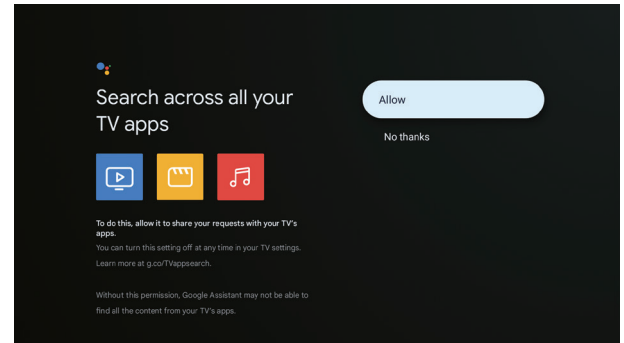 Search across all your
TV apps
Allow
No thanks
To do this, allow it to share your requests with your TV's
apps.
You can turn this setting off at any time in your TV settings.
Learn more at g.co/TVappsearch.
Without this permission, Google Assistant may not be able to
find all the content from your TV's apps.